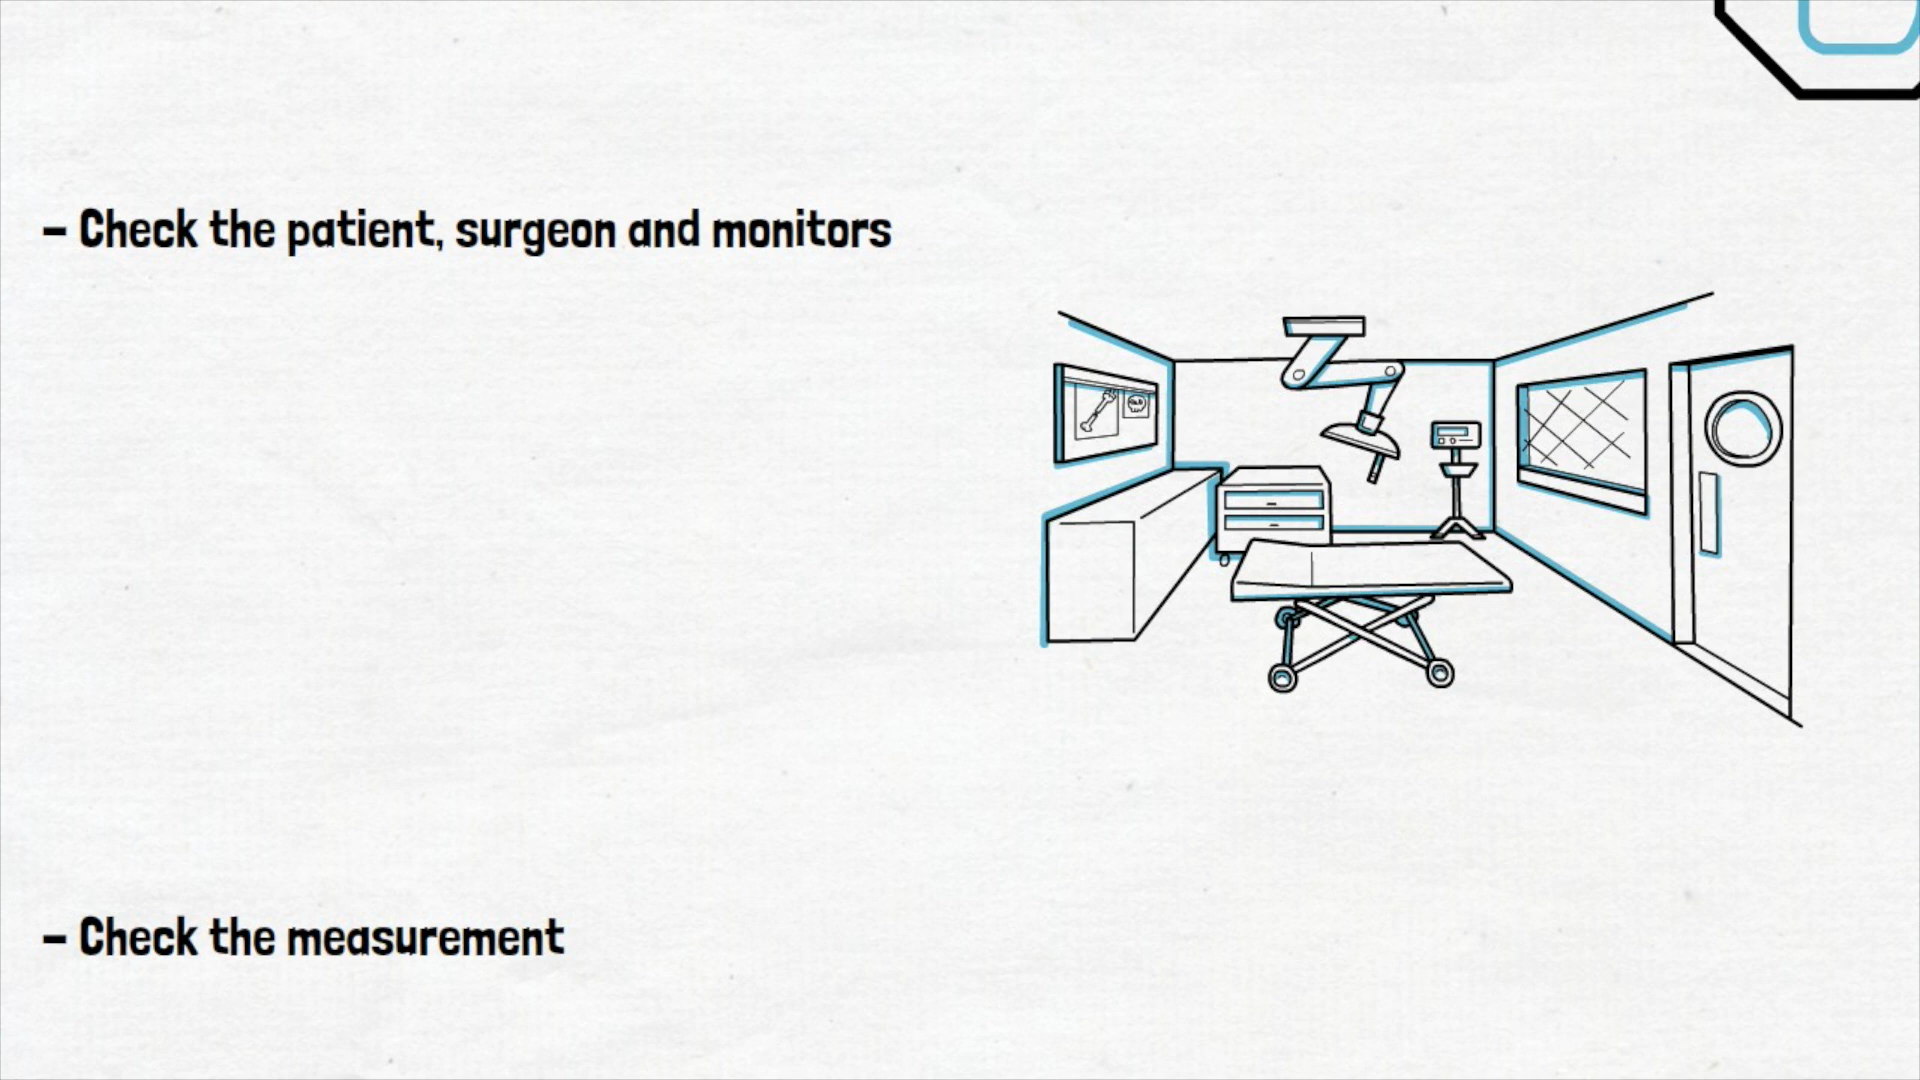 - Check the patient, surgeon and monitors
- Check the measurement